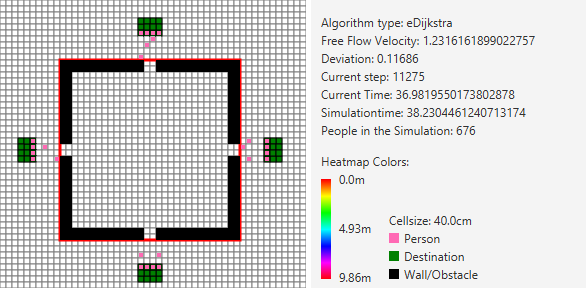 Algorithm type: eDijkstra
Free Flow Velocity: 1.2316161899022757
Deviation: 0.11686
Current step: 11275
Current Time: 36.9819550173802878
Simulationtime: 38.2304461240713174
People in the Simulation: 676
Heatmap Colors:
0.0m
4.93m
9.86m
Cellsize: 40.0cm
Person
Destination
Wall/Obstacle